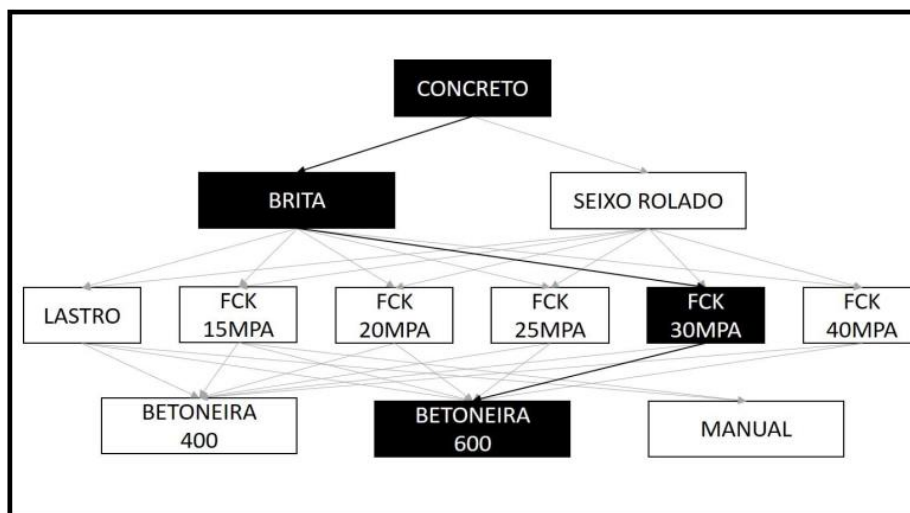 CONCRETO
BRITA
SEIXO ROLADO
LASTRO
FCK
15MPA
FCK
20MPA
FCK
25MPA
FCK
30MPA
FCK
40MPA
BETONEIRA
400
BETONEIRA
600
MANUAL